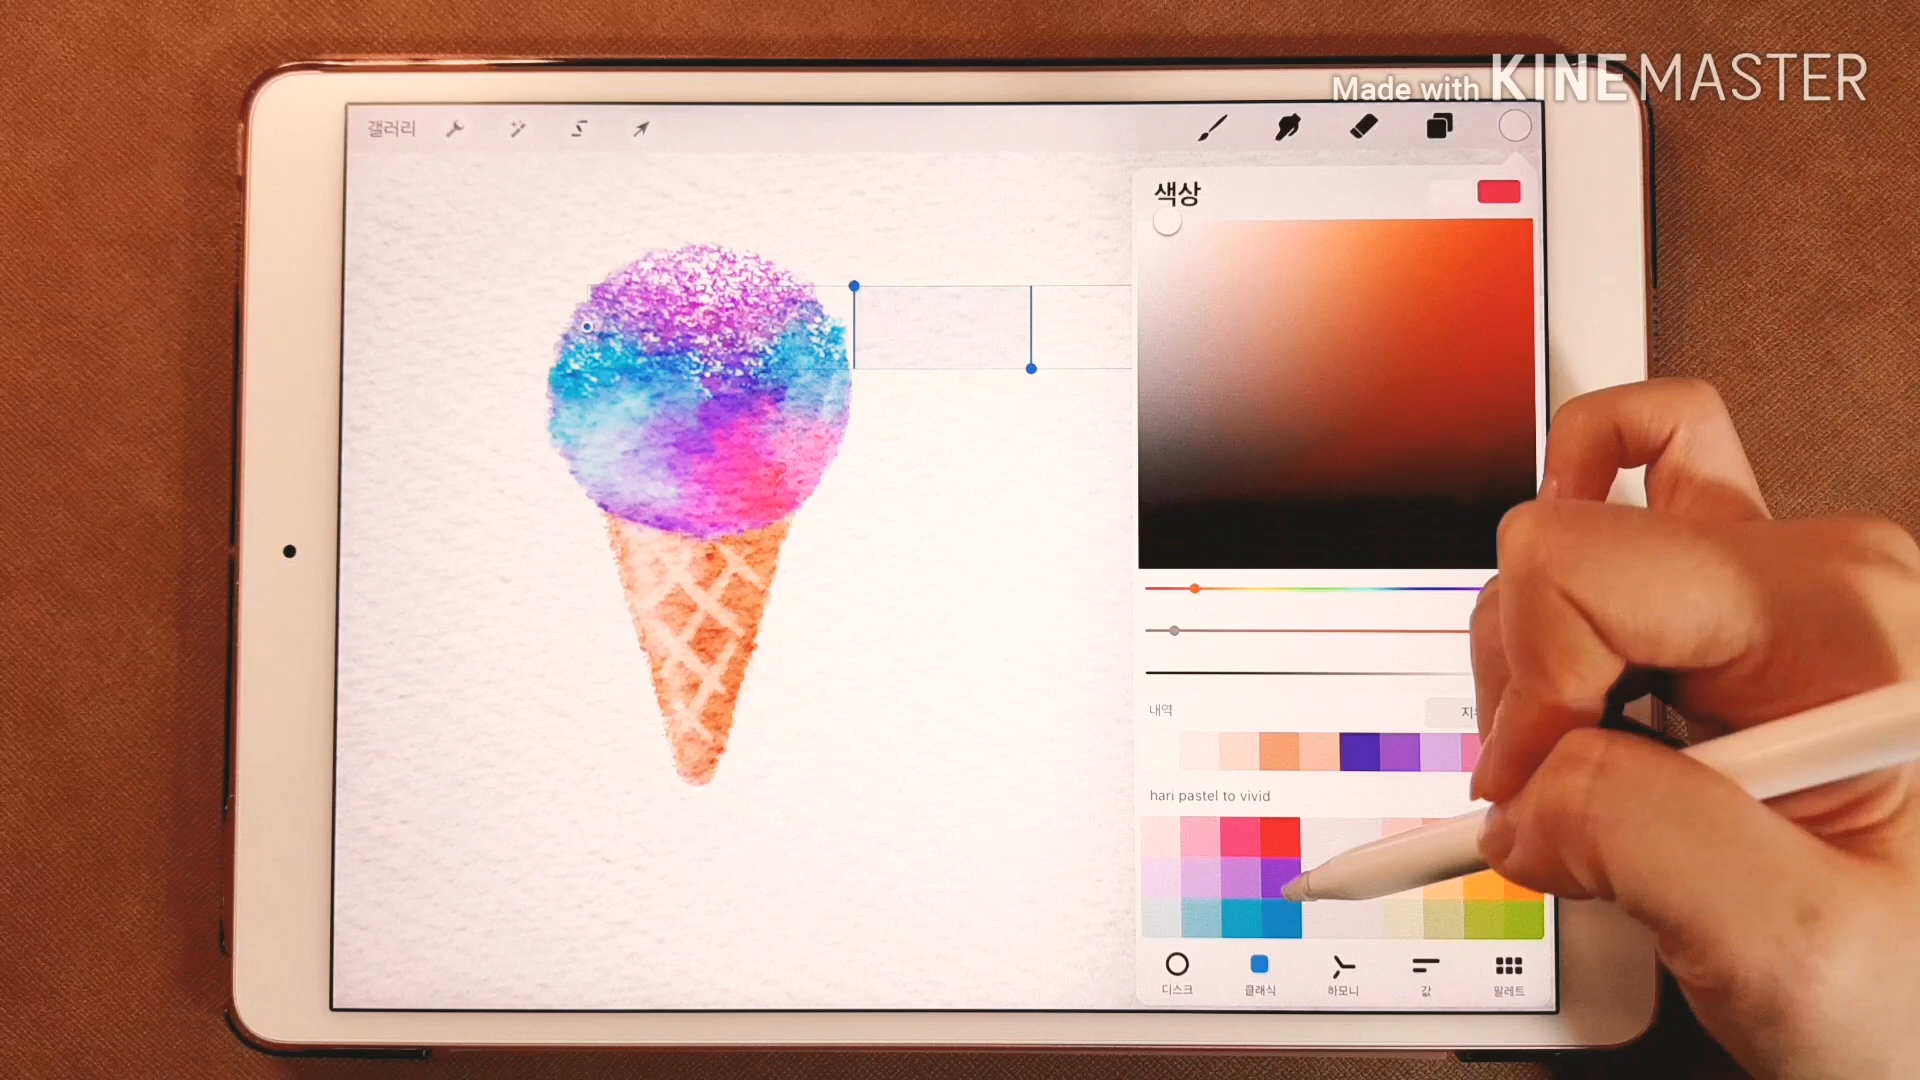 Made with KINEMASTER
갤러리
색상
내역
hari pastel to vivid
디스크
클래식
하모니
값
팔레트